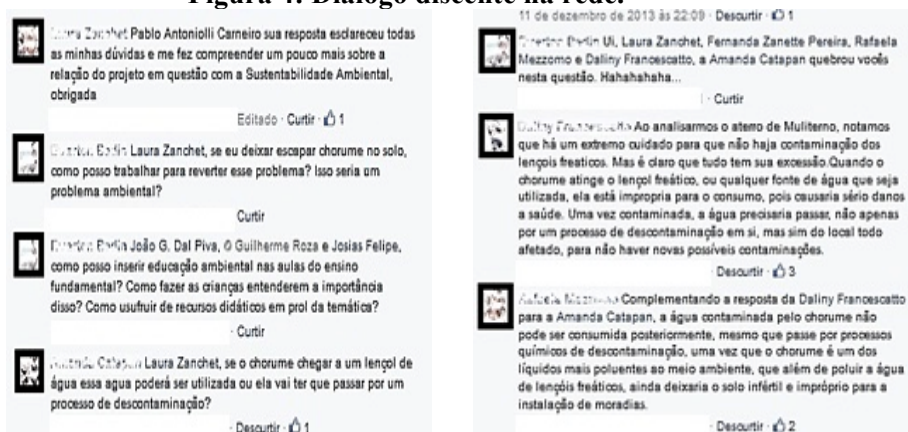 Figura 4: Diálogo discente na rede.
Zanchet Pablo Antoniolli Carneiro sua resposta esclareceu todas
as minhas dúvidas e me fez compreender um pouco mais sobre a
relação do projeto em questão com a Sustentabilidade Ambiental,
obrigada
Editado · Curtir · 1
Laura Zanchet, se eu deixar escapar chorume no solo,
como posso trabalhar para reverter esse problema? Isso seria um
problema ambiental?
Curtir
João G. Dal Piva, O Guilherme Roza e Josias Felipe,
como posso inserir educação ambiental nas aulas do ensino
fundamental? Como fazer as crianças entenderem a importância
disso? Como usufruir de recursos didáticos em prol da temática?
· Curtir
Laura Zanchet, se o chorume chegar a um lençol de
água essa agua poderá ser utilizada ou ela vai ter que passar por um
processo de descontaminação?
· Descurtir · 1
11 de dezembro de 2013 às 22:09 · Descurtir · 1
Ui, Laura Zanchet, Fernanda Zanette Pereira, Rafaela
Mezzomo e Daliny Francescatto, a Amanda Catapan quebrou vocês
nesta questão. Hahahahaha...
· Curtir
Ao analisarmos o aterro de Muliterno, notamos
que há um extremo cuidado para que não haja contaminação dos
lençois freaticos. Mas é claro que tudo tem sua excessão.Quando o
chorume atinge o lençol freático, ou qualquer fonte de água que seja
utilizada, ela está impropria para o consumo, pois causaria sério danos
a saúde. Uma vez contaminada, a água precisaria passar, não apenas
por um processo de descontaminação em si, mas sim do local todo
afetado, para não haver novas possíveis contaminações.
· Descurtir · 3
Complementando a resposta da Daliny Francescatto
para a Amanda Catapan, a água contaminada pelo chorume não
pode ser consumida posteriormente, mesmo que passe por processos
químicos de descontaminação, uma vez que o chorume é um dos
líquidos mais poluentes ao meio ambiente, que além de poluir a água
de lençóis freáticos, ainda deixaria o solo infértil e impróprio para a
instalação de moradias.
· Descurtir · 2